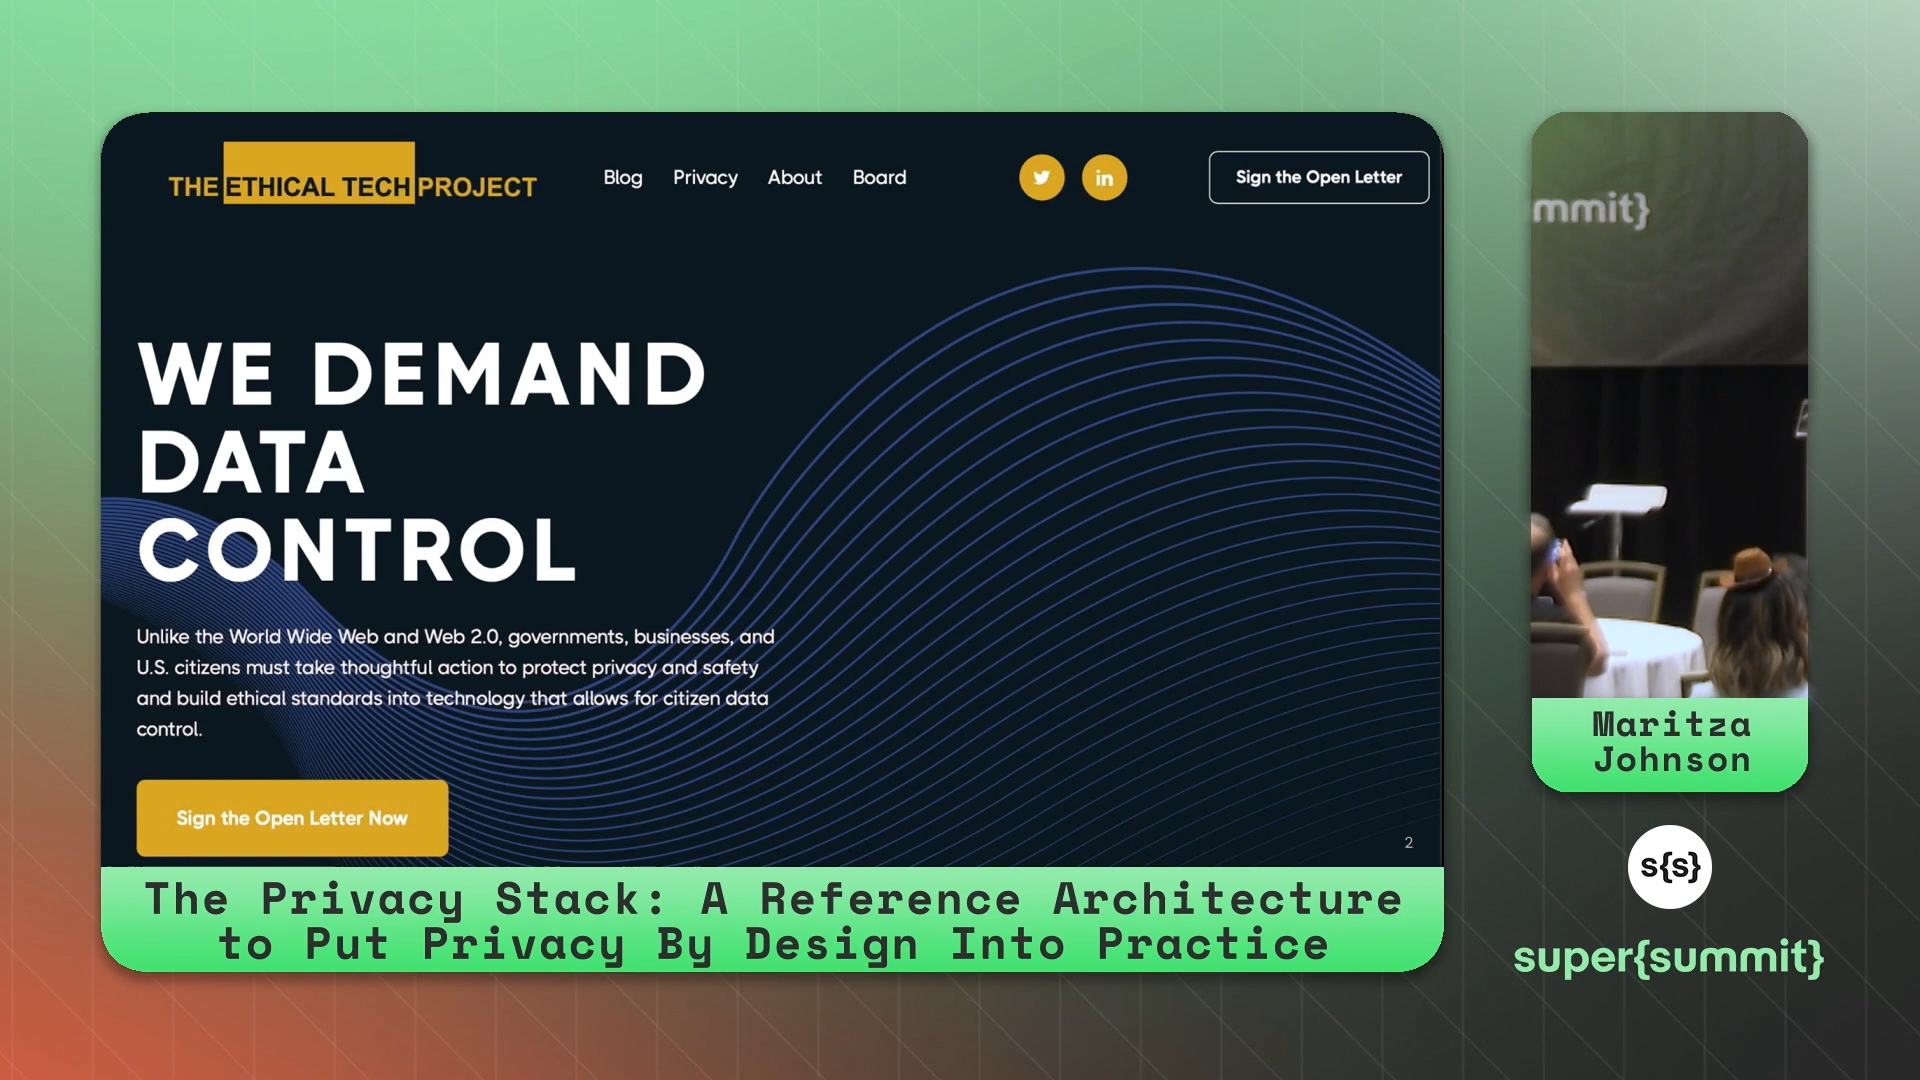 THE ETHICAL TECH PROJECT
Blog Privacy About Board
in
Sign the Open Letter
WE DEMAND
DATA
CONTROL
Unlike the World Wide Web and Web 2.0, governments, businesses, and
U.S. citizens must take thoughtful action to protect privacy and safety
and build ethical standards into technology that allows for citizen data
control.
Sign the Open Letter Now
2
The Privacy Stack: A Reference Architecture
to Put Privacy By Design Into Practice
mmit}
Maritza
Johnson
s{s}
super{summit}